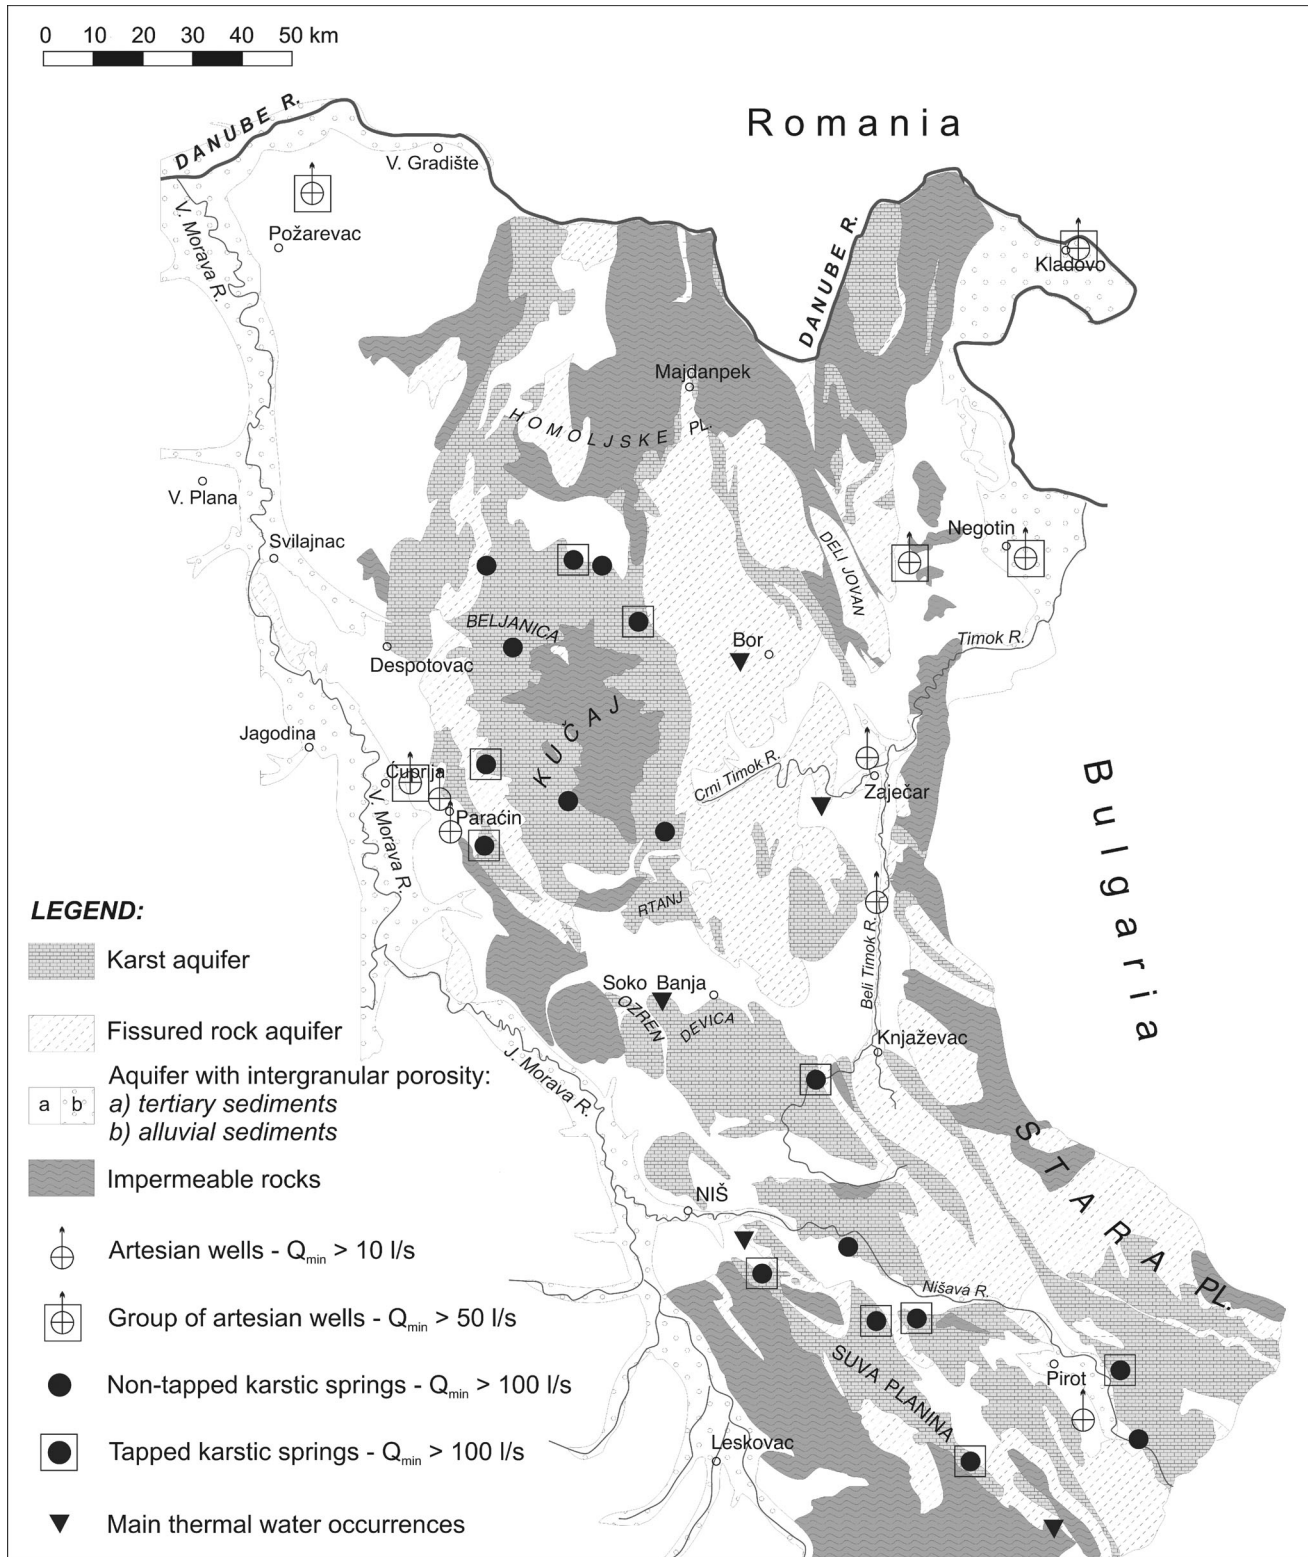 0 10 20 30 40 50 km
Romania
DANUBE R.
V. Gradište
V. Morava R.
Požarevac
DANUBE R.
Kladovo
Majdanpek
HOMOLJSKE PL.
V. Plana
Svilajnac
Negotin
DELI JOVAN
BELJANICA
Bor
Timok R.
Despotovac
KUČAJ
Jagodina
Ćuprija
Crni Timok R.
Zaječar
Bulgaria
V. Morava R.
Paraćin
RTANJ
Beli Timok R.
Soko Banja
OZREN
DEVICA
Knjaževac
J. Morava R.
STARA PL.
NIŠ
Nišava R.
SUVA PLANINA
Pirot
Leskovac
LEGEND:
Karst aquifer
Fissured rock aquifer
Aquifer with intergranular porosity:
a b
a) tertiary sediments
b) alluvial sediments
Impermeable rocks
Artesian wells - Qmin > 10 l/s
Group of artesian wells - Qmin > 50 l/s
Non-tapped karstic springs - Qmin > 100 l/s
Tapped karstic springs - Qmin > 100 l/s
Main thermal water occurrences